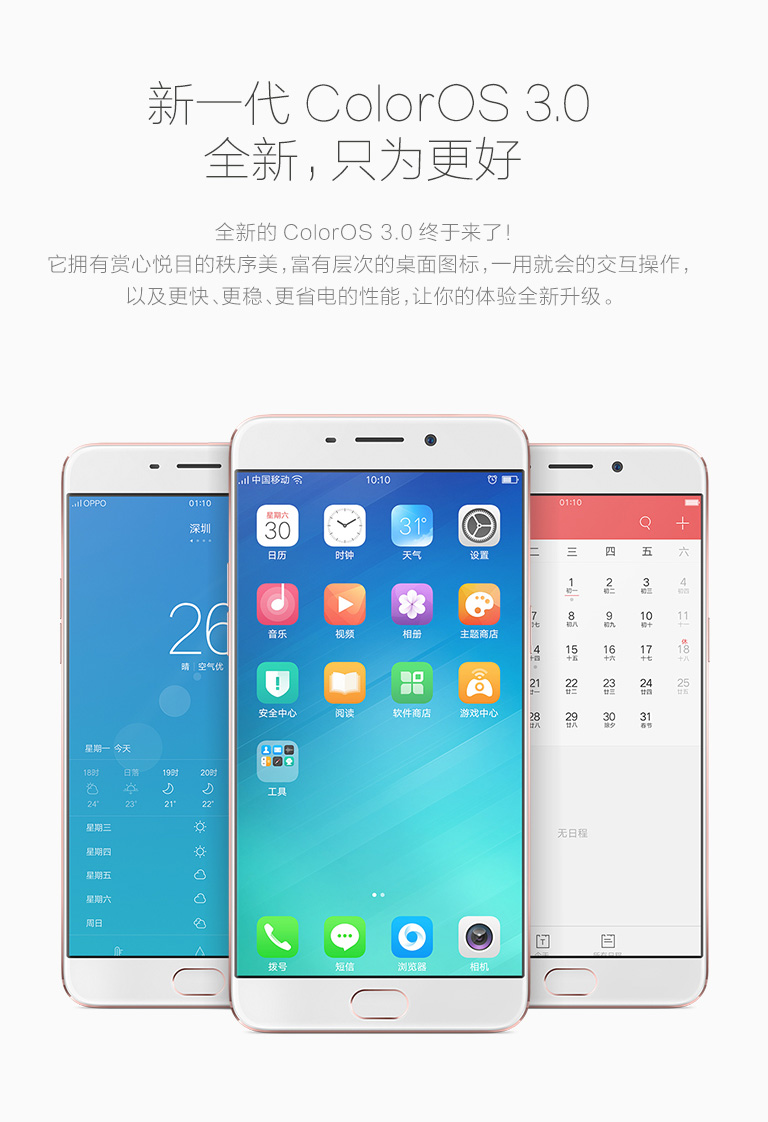 新一代 ColorOS 3.0
全新，只为更好
全新的 ColorOS 3.0 终于来了！
它拥有赏心悦目的秩序美，富有层次的桌面图标，一用就会的交互操作，
以及更快、更稳、更省电的性能，让你的体验全新升级。
OPPO 01:10
深圳
26
晴 空气优
星期一 今天
18时 日落 19时 20时
24° 23° 21° 22°
星期三
星期四
星期五
星期六
周日
中国移动 10:10
星期六
30 31°
日历 时钟 天气 设置
音乐 视频 相册 主题商店
安全中心 阅读 软件商店 游戏中心
工具
拨号 短信 浏览器 相机
01:10
二 三 四 五 六
1 2 3 4
初一 初二 初三 初四
休
7 8 9 10 11
初七 初八 初九 初十 十一
14 15 16 17 18
十四 十五 十六 十七 十八
21 22 23 24 25
廿一 廿二 廿三 廿四 廿五
28 29 30 31
廿八 廿九 除夕 春节
无日程
T